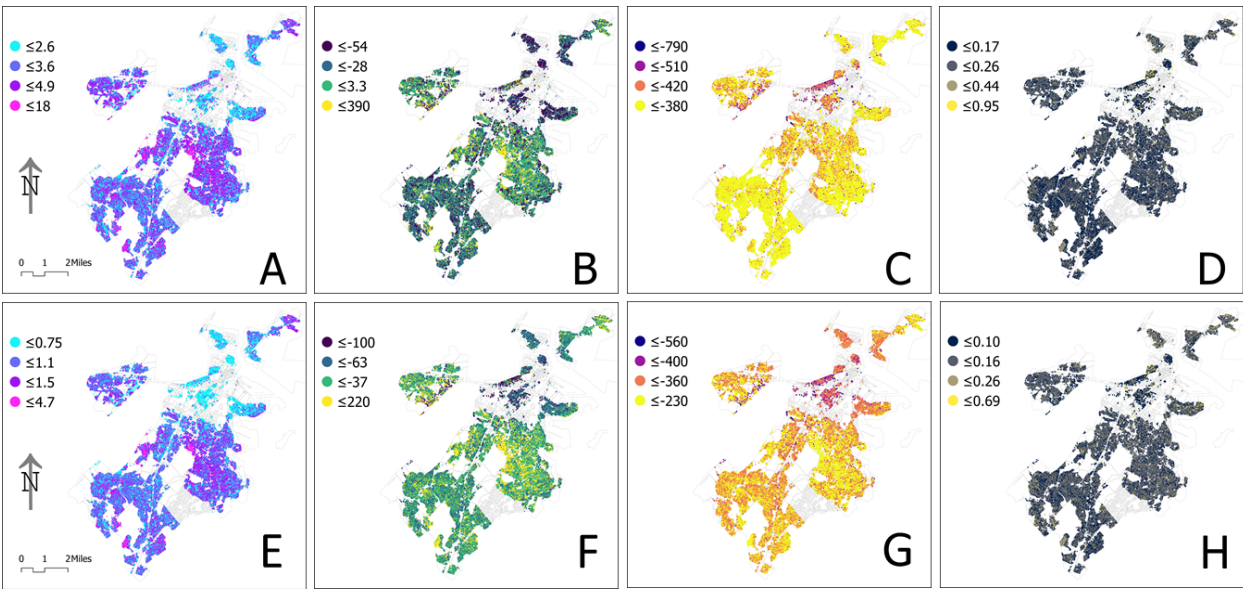 ≤2.6
≤3.6
≤4.9
≤18
N
0 1 2Miles
A
≤-54
≤-28
≤3.3
≤390
B
≤-790
≤-510
≤-420
≤-380
C
≤0.17
≤0.26
≤0.44
≤0.95
D
≤0.75
≤1.1
≤1.5
≤4.7
N
0 1 2Miles
E
≤-100
≤-63
≤-37
≤220
F
≤-560
≤-400
≤-360
≤-230
G
≤0.10
≤0.16
≤0.26
≤0.69
H